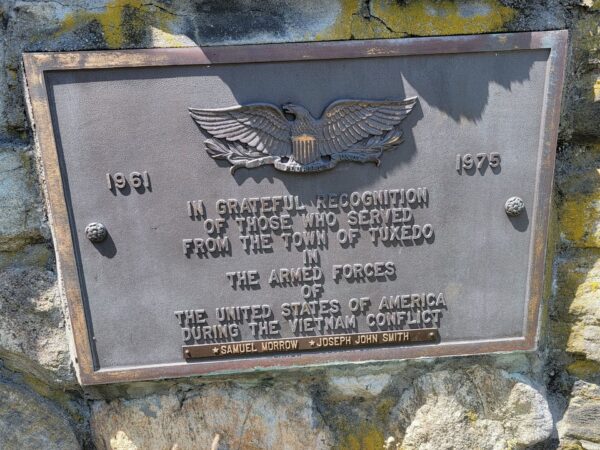 1961
1975
IN GRATEFUL RECOGNITION
OF THOSE WHO SERVED
FROM THE TOWN OF TUXEDO
IN
THE ARMED FORCES
OF
THE UNITED STATES OF AMERICA
DURING THE VIETNAM CONFLICT
★SAMUEL MORROW ★JOSEPH JOHN SMITH